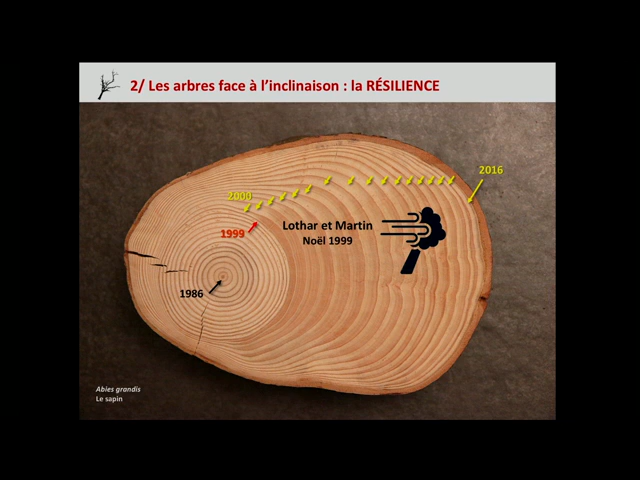 2/ Les arbres face à l'inclinaison : la RÉSILIENCE
2016
2000
1999
Lothar et Martin
Noël 1999
1986
Abies grandis
Le sapin